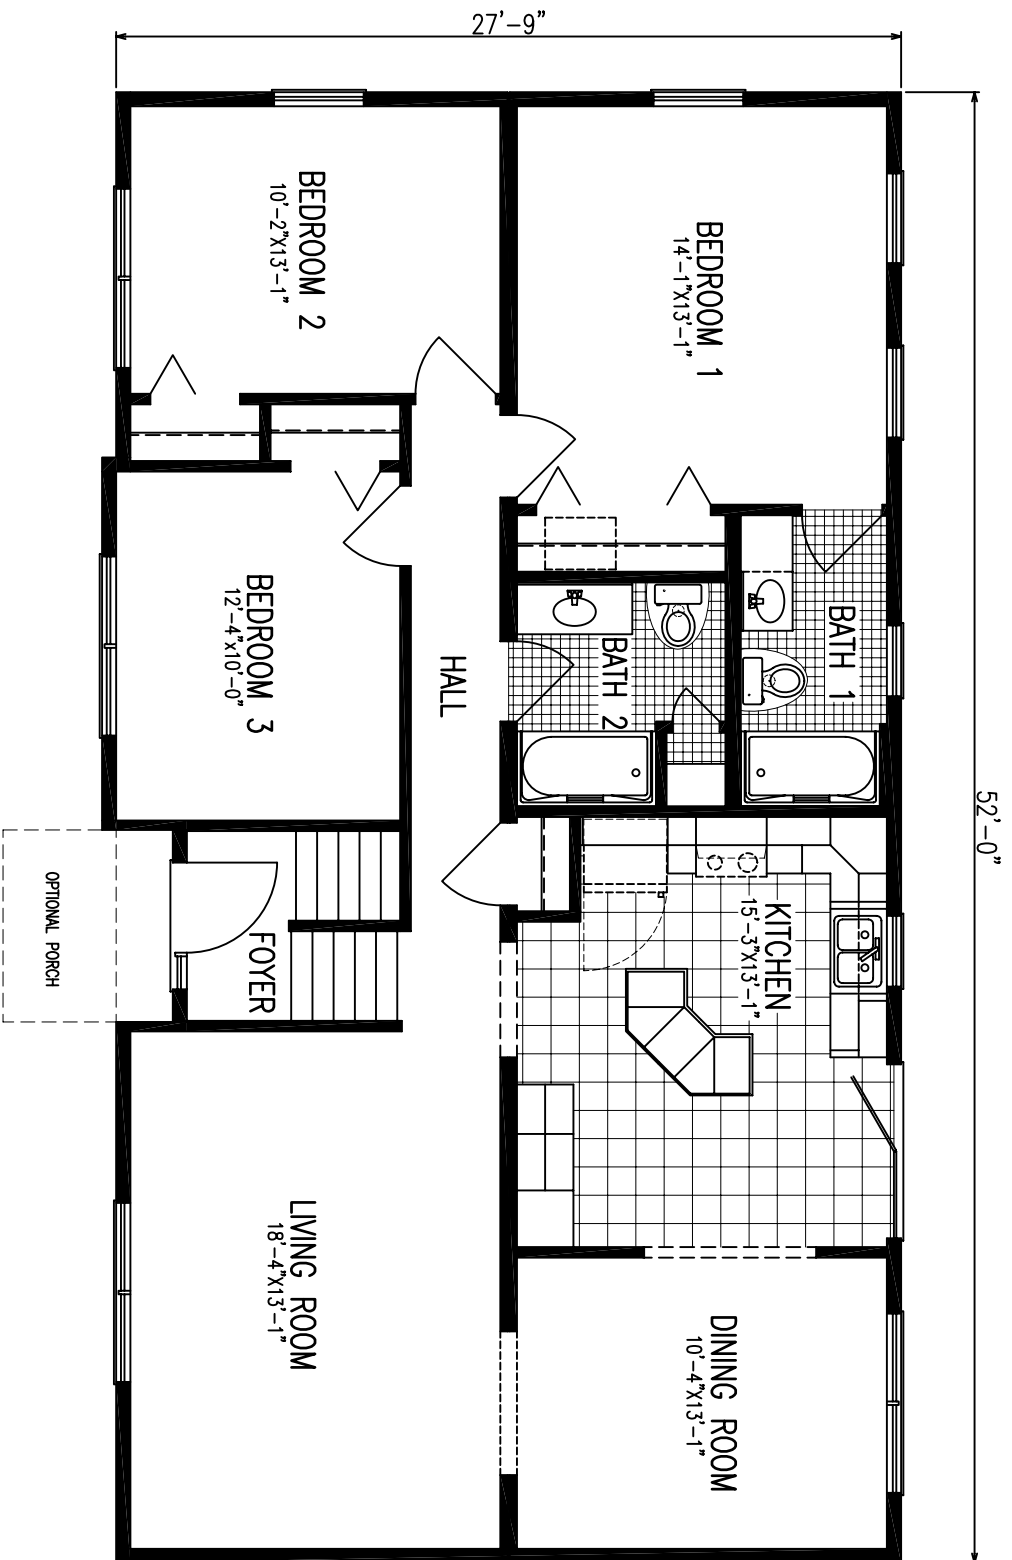 27'-9"
52'-0"
BEDROOM 1
14'-1"X13'-1"
BATH 1
KITCHEN
15'-3"X13'-1"
DINING ROOM
10'-4"X13'-1"
BEDROOM 2
10'-2"X13'-1"
BATH 2
HALL
BEDROOM 3
12'-4"x10'-0"
FOYER
LIVING ROOM
18'-4"X13'-1"
OPTIONAL PORCH